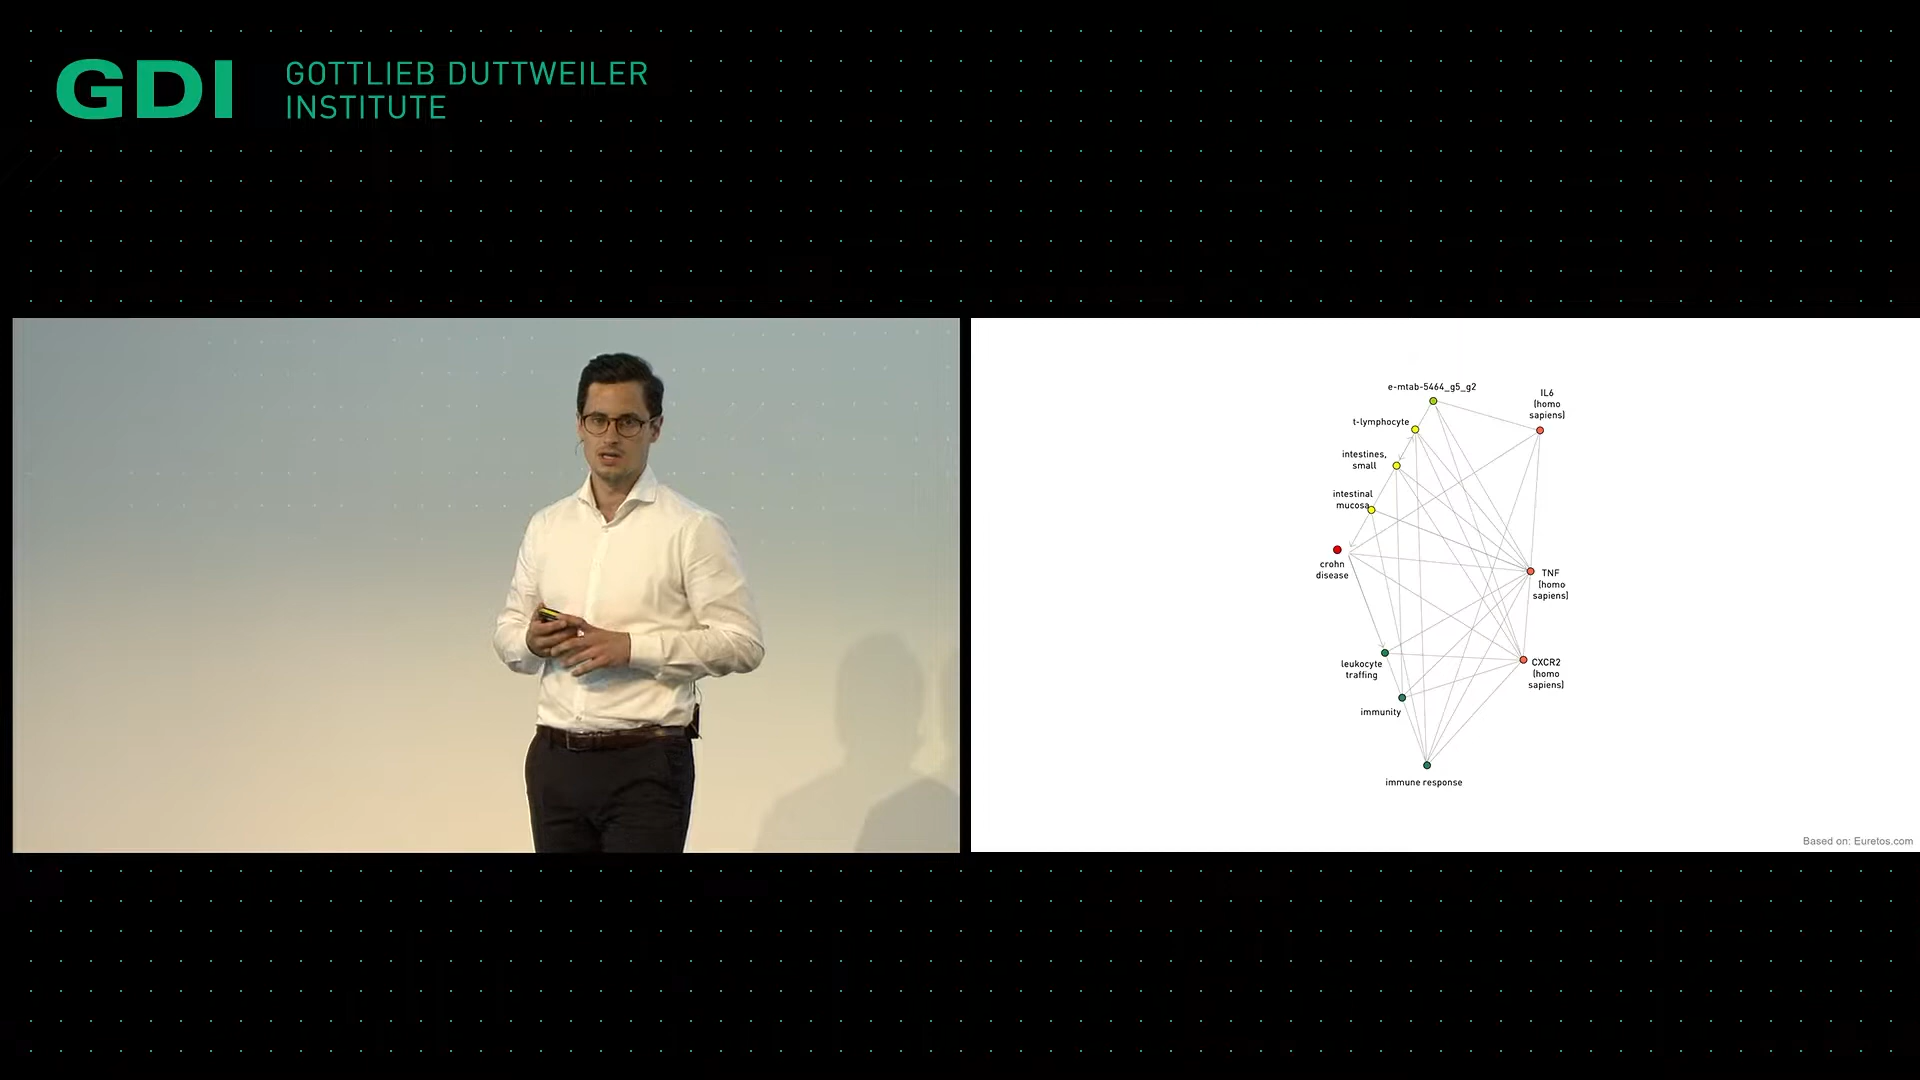 GDI
GOTTLIEB DUTTWEILER
INSTITUTE
e-mtab-5464_g5_g2
IL6
(homo
sapiens)
t-lymphocyte
intestines,
small
intestinal
mucosa
crohn
disease
TNF
(homo
sapiens)
leukocyte
traffing
CXCR2
(homo
sapiens)
immunity
immune response
Based on: Euretos.com